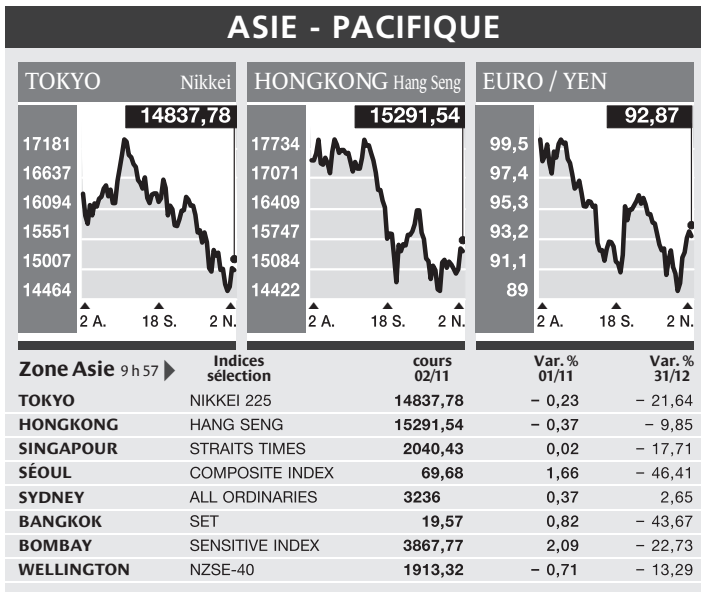 ASIE - PACIFIQUE
TOKYO Nikkei
14837,78
17181
16637
16094
15551
15007
14464
2 A. 18 S. 2 N.
HONGKONG Hang Seng
15291,54
17734
17071
16409
15747
15084
14422
2 A. 18 S. 2 N.
EURO / YEN
92,87
99,5
97,4
95,3
93,2
91,1
89
2 A. 18 S. 2 N.
Zone Asie 9 h 57 Indices sélection cours 02/11 Var. % 01/11 Var. % 31/12
TOKYO NIKKEI 225 14837,78 – 0,23 – 21,64
HONGKONG HANG SENG 15291,54 – 0,37 – 9,85
SINGAPOUR STRAITS TIMES 2040,43 0,02 – 17,71
SÉOUL COMPOSITE INDEX 69,68 1,66 – 46,41
SYDNEY ALL ORDINARIES 3236 0,37 2,65
BANGKOK SET 19,57 0,82 – 43,67
BOMBAY SENSITIVE INDEX 3867,77 2,09 – 22,73
WELLINGTON NZSE-40 1913,32 – 0,71 – 13,29